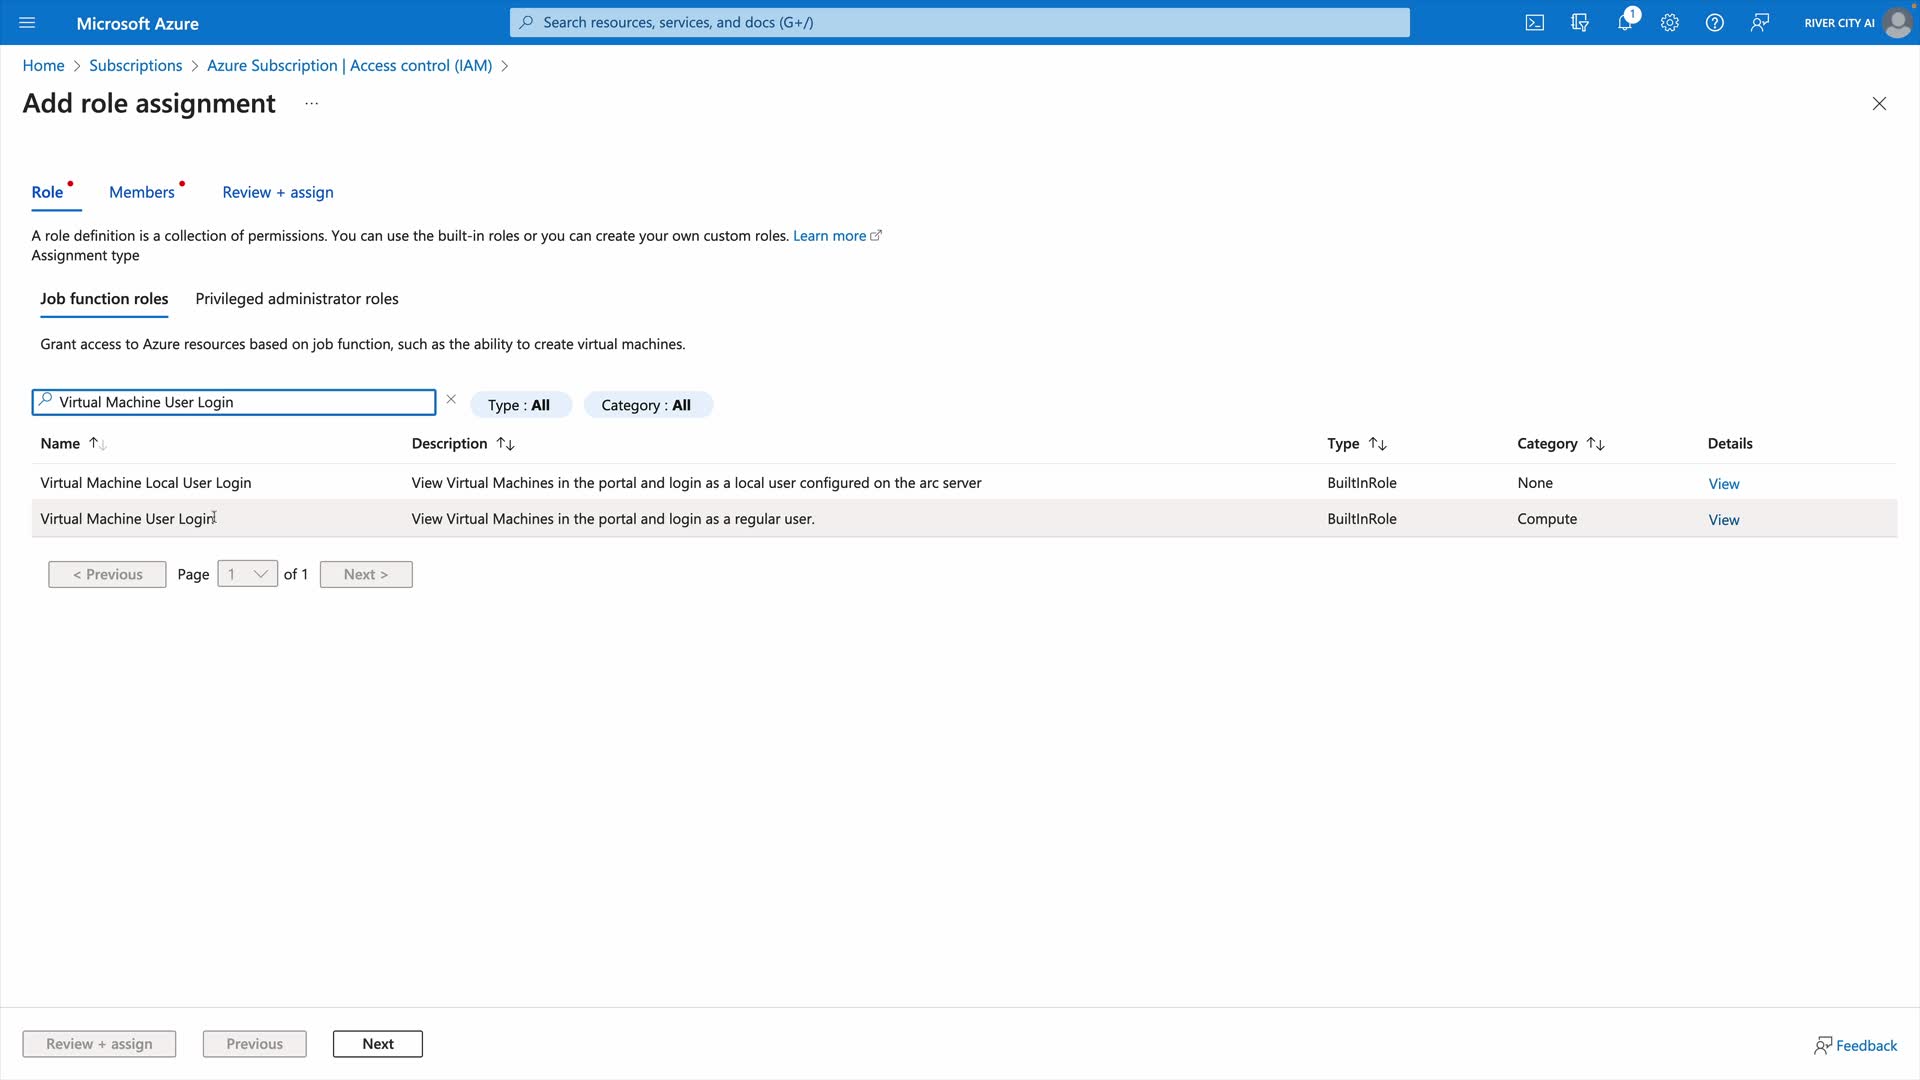 Microsoft Azure
Search resources, services, and docs (G+/)
1
RIVER CITY AI
Home > Subscriptions > Azure Subscription | Access control (IAM) >
Add role assignment ...
Role
Members
Review + assign
A role definition is a collection of permissions. You can use the built-in roles or you can create your own custom roles. Learn more
Assignment type
Job function roles
Privileged administrator roles
Grant access to Azure resources based on job function, such as the ability to create virtual machines.
Virtual Machine User Login
Type : All
Category : All
Name Description Type Category Details
Virtual Machine Local User Login View Virtual Machines in the portal and login as a local user configured on the arc server BuiltInRole None View
Virtual Machine User Login View Virtual Machines in the portal and login as a regular user. BuiltInRole Compute View
< Previous Page 1 of 1 Next >
Review + assign Previous Next
Feedback